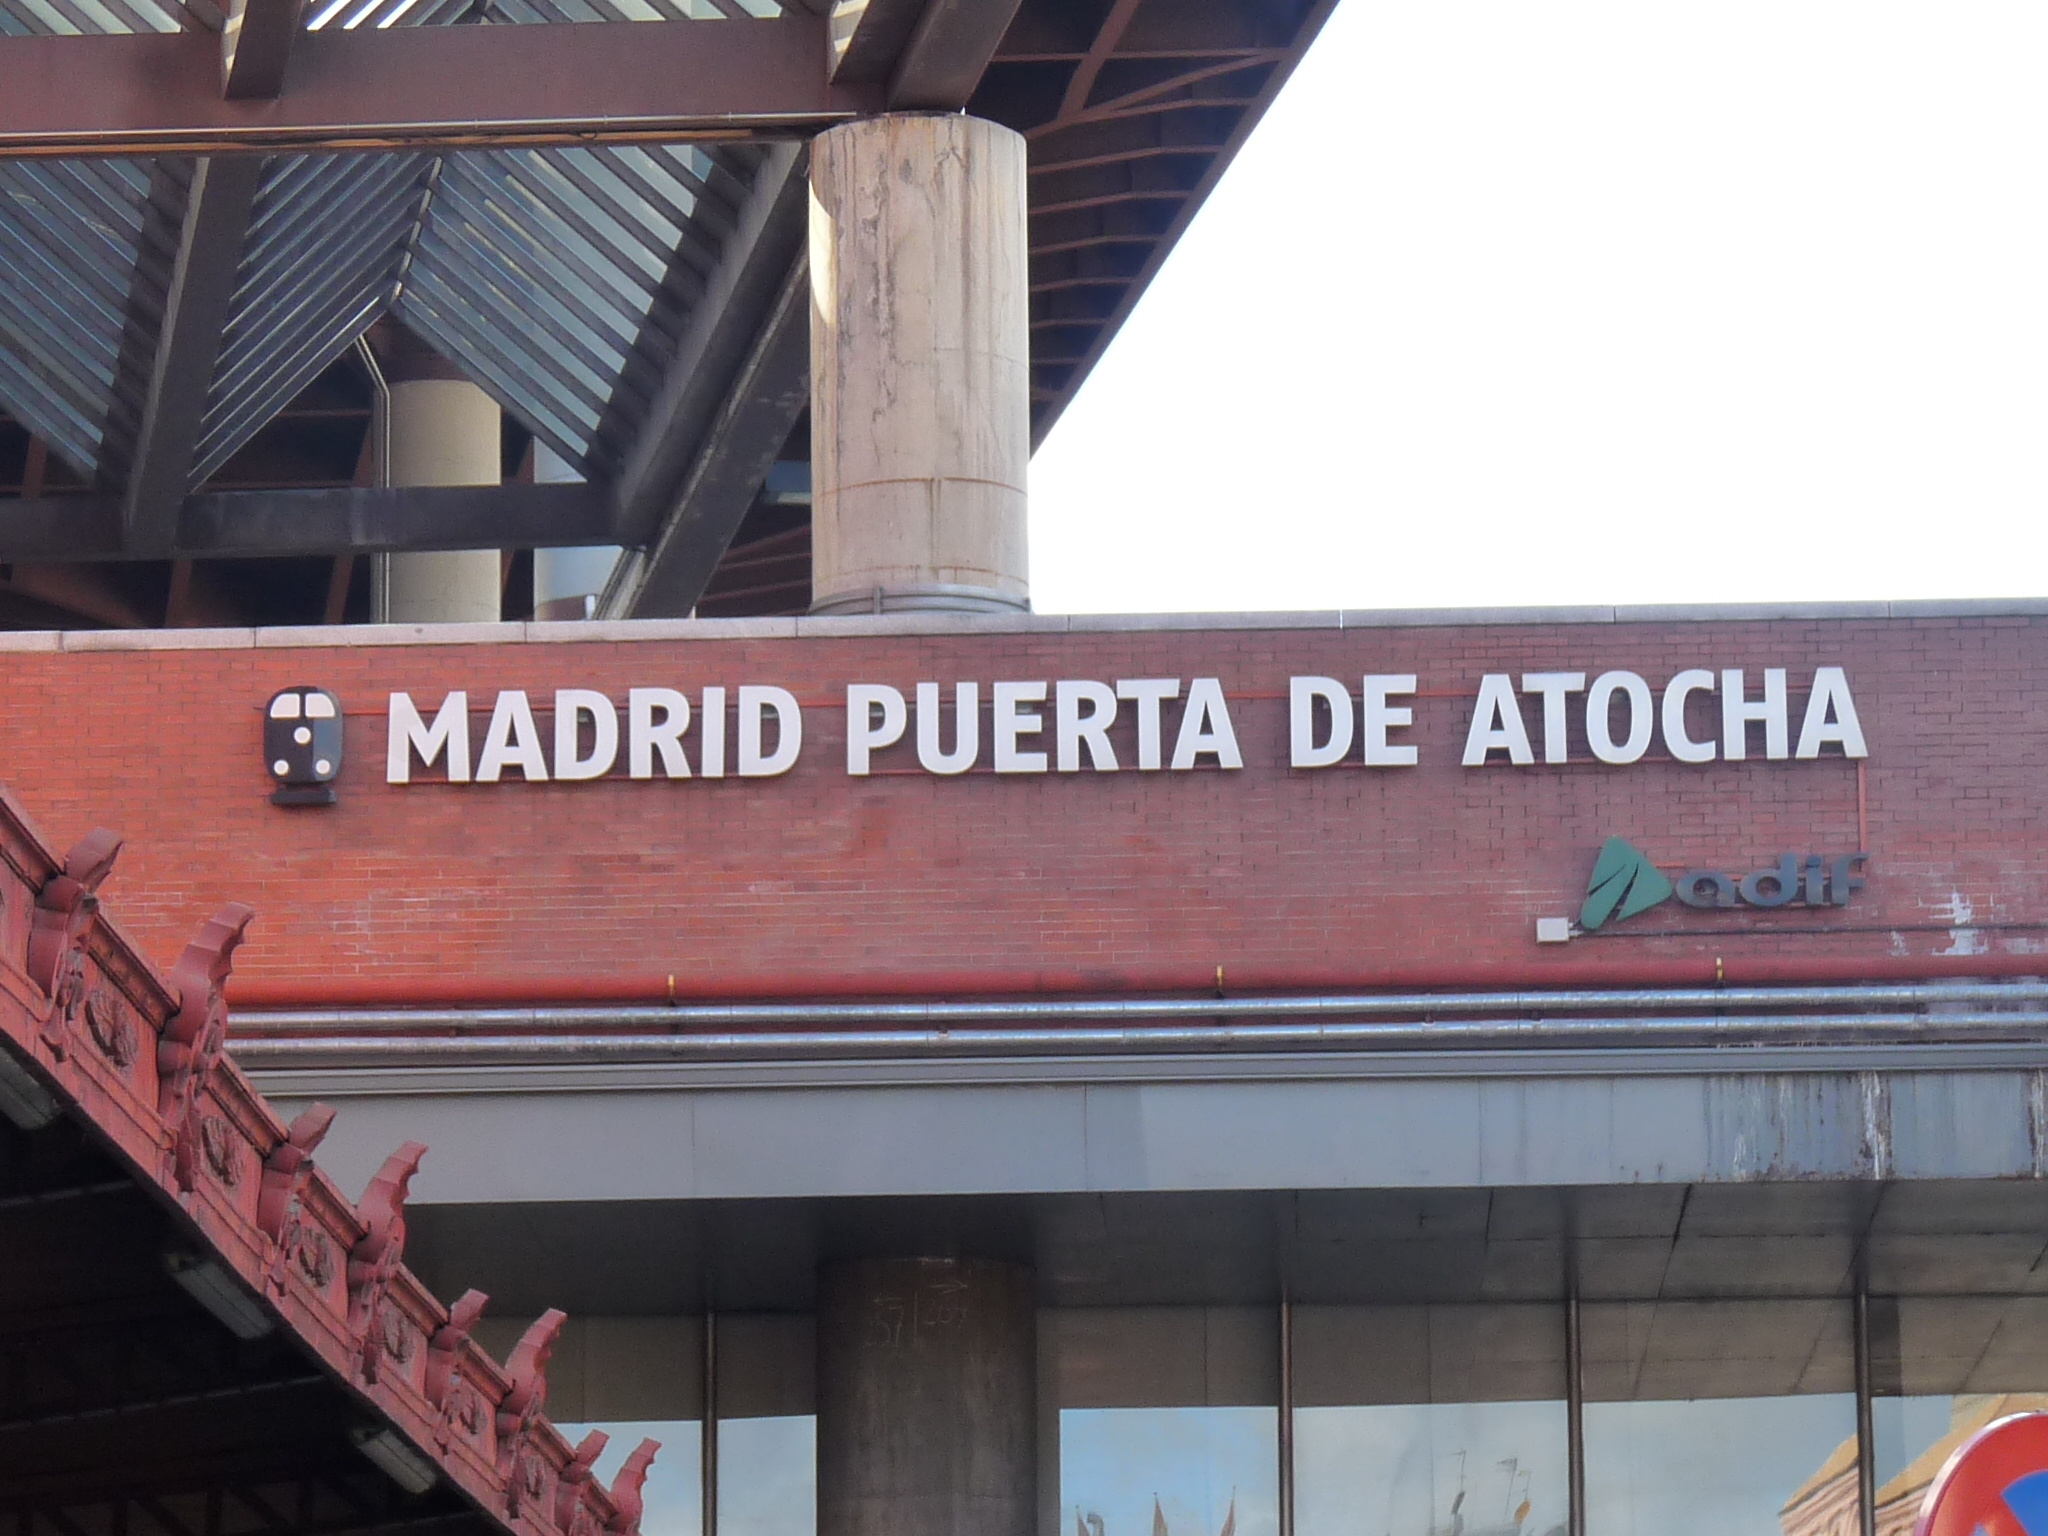 MADRID PUERTA DE ATOCHA
adif